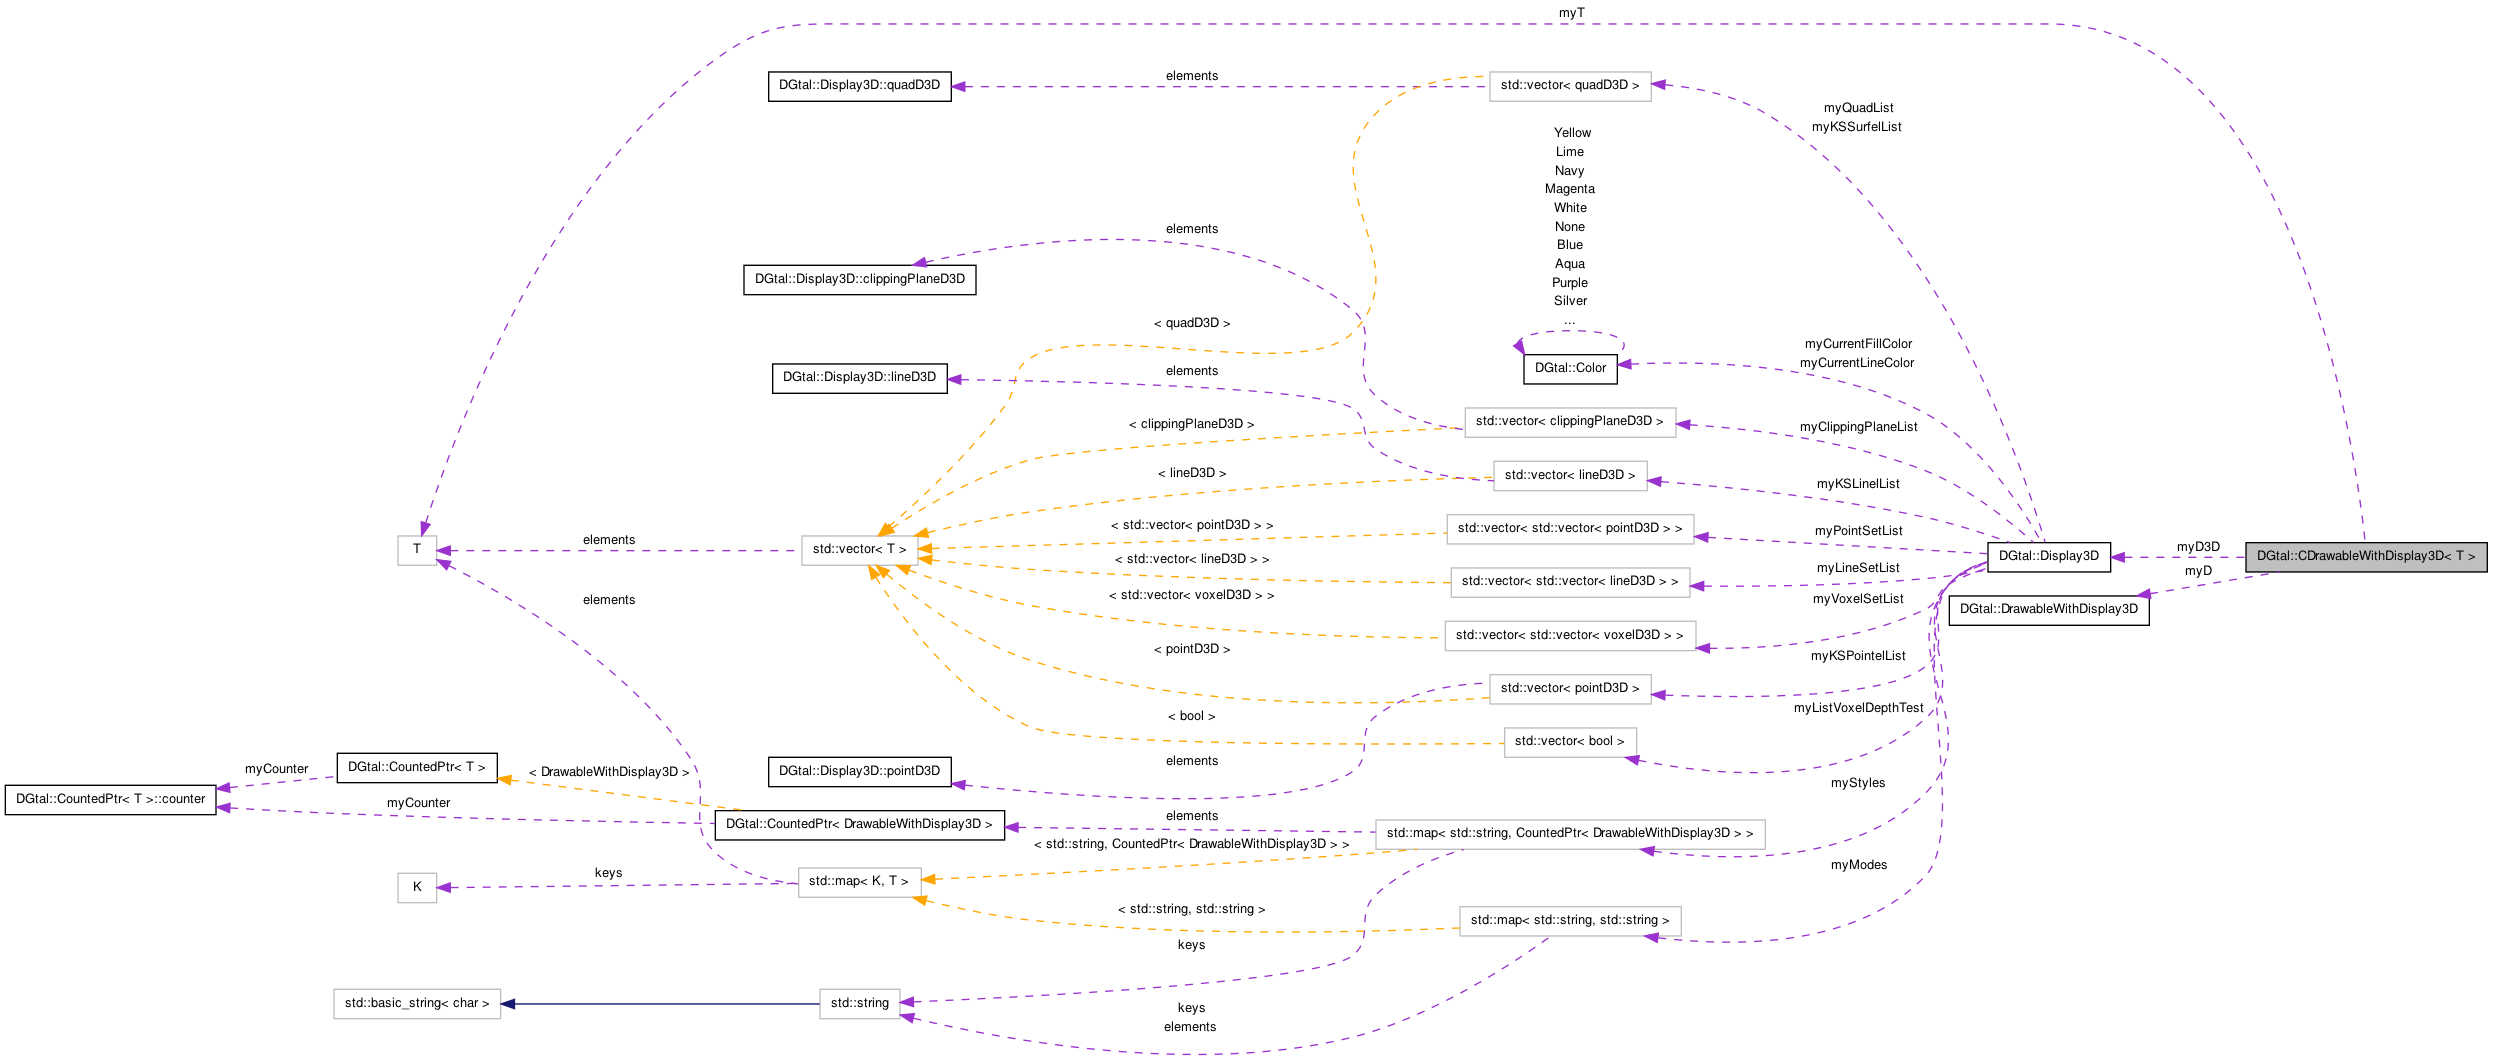 myT
DGtal::Display3D::quadD3D
elements
std::vector< quadD3D >
myQuadList
myKSSurfelList
Yellow
Lime
Navy
Magenta
White
None
Blue
Aqua
Purple
Silver
...
elements
DGtal::Display3D::clippingPlaneD3D
< quadD3D >
myCurrentFillColor
myCurrentLineColor
DGtal::Color
DGtal::Display3D::lineD3D
elements
< clippingPlaneD3D >
std::vector< clippingPlaneD3D >
myClippingPlaneList
< lineD3D >
std::vector< lineD3D >
myKSLinelList
T
elements
std::vector< T >
< std::vector< pointD3D > >
std::vector< std::vector< pointD3D > >
myPointSetList
DGtal::Display3D
myD3D
DGtal::CDrawableWithDisplay3D< T >
myD
DGtal::DrawableWithDisplay3D
< std::vector< lineD3D > >
std::vector< std::vector< lineD3D > >
myLineSetList
elements
< std::vector< voxelD3D > >
myVoxelSetList
std::vector< std::vector< voxelD3D > >
< pointD3D >
myKSPointelList
std::vector< pointD3D >
< bool >
myListVoxelDepthTest
std::vector< bool >
DGtal::Display3D::pointD3D
elements
myStyles
DGtal::CountedPtr< T >::counter
myCounter
DGtal::CountedPtr< T >
< DrawableWithDisplay3D >
myCounter
DGtal::CountedPtr< DrawableWithDisplay3D >
elements
std::map< std::string, CountedPtr< DrawableWithDisplay3D > >
< std::string, CountedPtr< DrawableWithDisplay3D > >
myModes
K
keys
std::map< K, T >
< std::string, std::string >
std::map< std::string, std::string >
keys
std::basic_string< char >
std::string
keys
elements